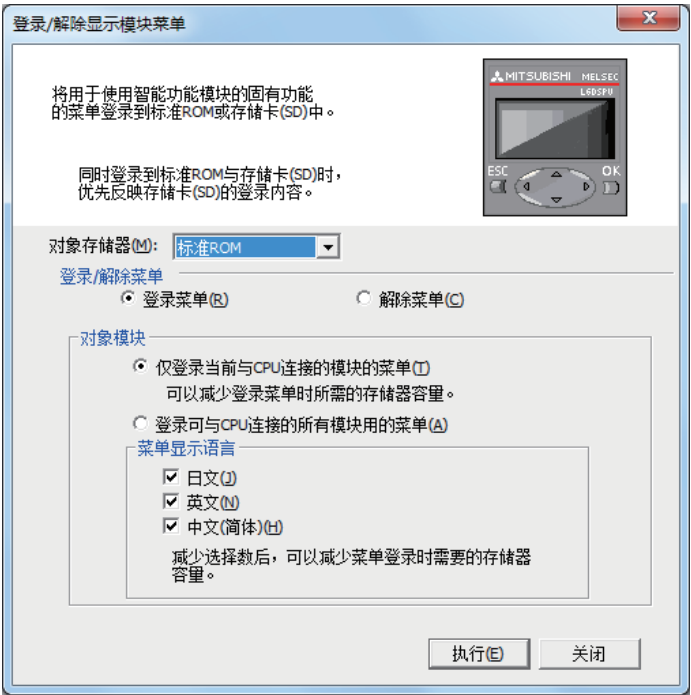 登录/解除显示模块菜单
将用于使用智能功能模块的固有功能
的菜单登录到标准ROM或存储卡(SD)中。
同时登录到标准ROM与存储卡(SD)时，
优先反映存储卡(SD)的登录内容。
MITSUBISHI MELSEC
L6DSPU
ESC OK
对象存储器(M): 标准ROM
登录/解除菜单
登录菜单(R) 解除菜单(C)
对象模块
仅登录当前与CPU连接的模块的菜单(T)
可以减少登录菜单时所需的存储器容量。
登录可与CPU连接的所有模块用的菜单(A)
菜单显示语言
日文(J)
英文(N)
中文(简体)(H)
减少选择数后，可以减少菜单登录时需要的存储器
容量。
执行(E) 关闭